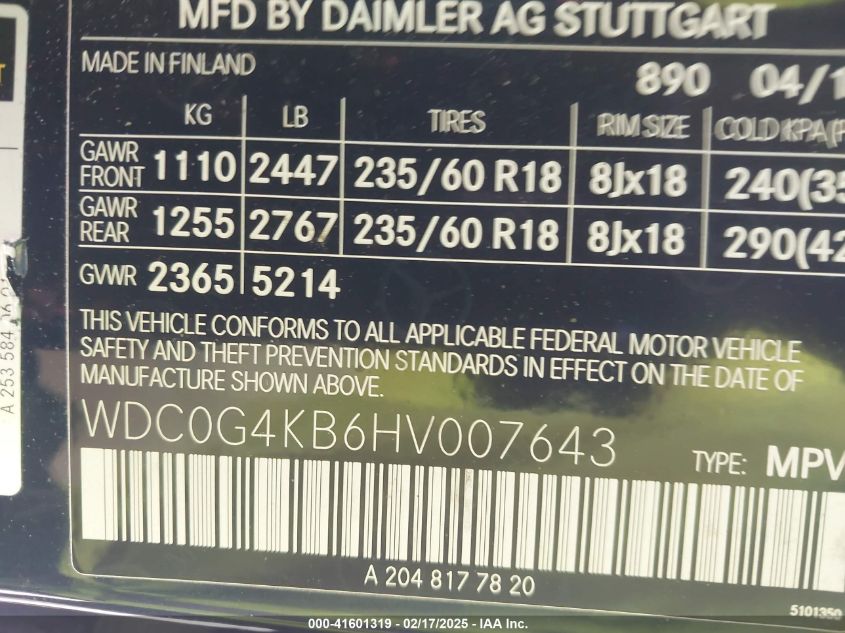 MFD BY DAIMLER AG STUTTGART
MADE IN FINLAND
890 04/1
KG LB TIRES RIM SIZE COLD KPA(P
GAWR FRONT 1110 2447 235/60 R18 8Jx18 240(35
GAWR REAR 1255 2767 235/60 R18 8Jx18 290(42
GVWR 2365 5214
THIS VEHICLE CONFORMS TO ALL APPLICABLE FEDERAL MOTOR VEHICLE
SAFETY AND THEFT PREVENTION STANDARDS IN EFFECT ON THE DATE OF
MANUFACTURE SHOWN ABOVE.
WDC0G4KB6HV007643
TYPE: MPV
A 204 817 78 20
5101350
A 253 584
000-41601319 - 02/17/2025 - IAA Inc.